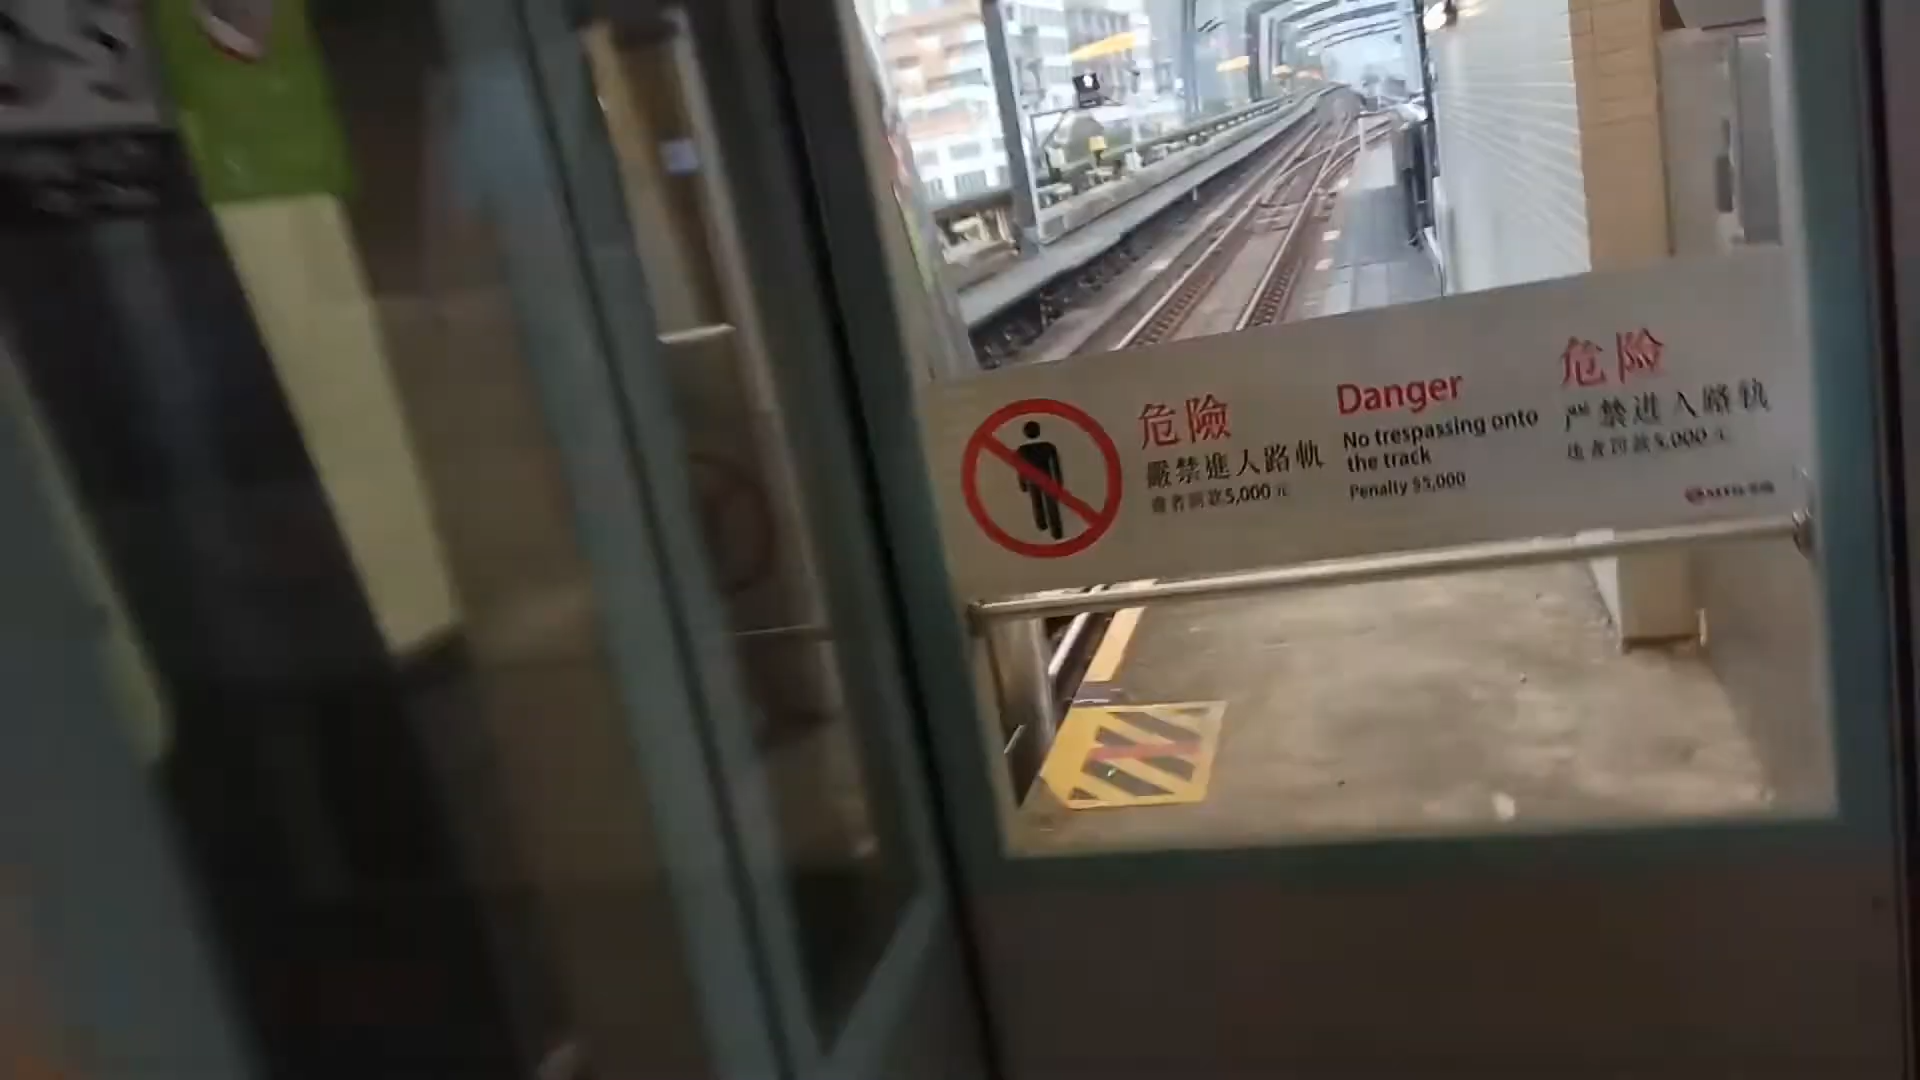 危險
嚴禁進入路軌
違者罰款5,000元
Danger
No trespassing onto
the track
Penalty $5,000
危险
严禁进入路轨
违者罚款5,000元